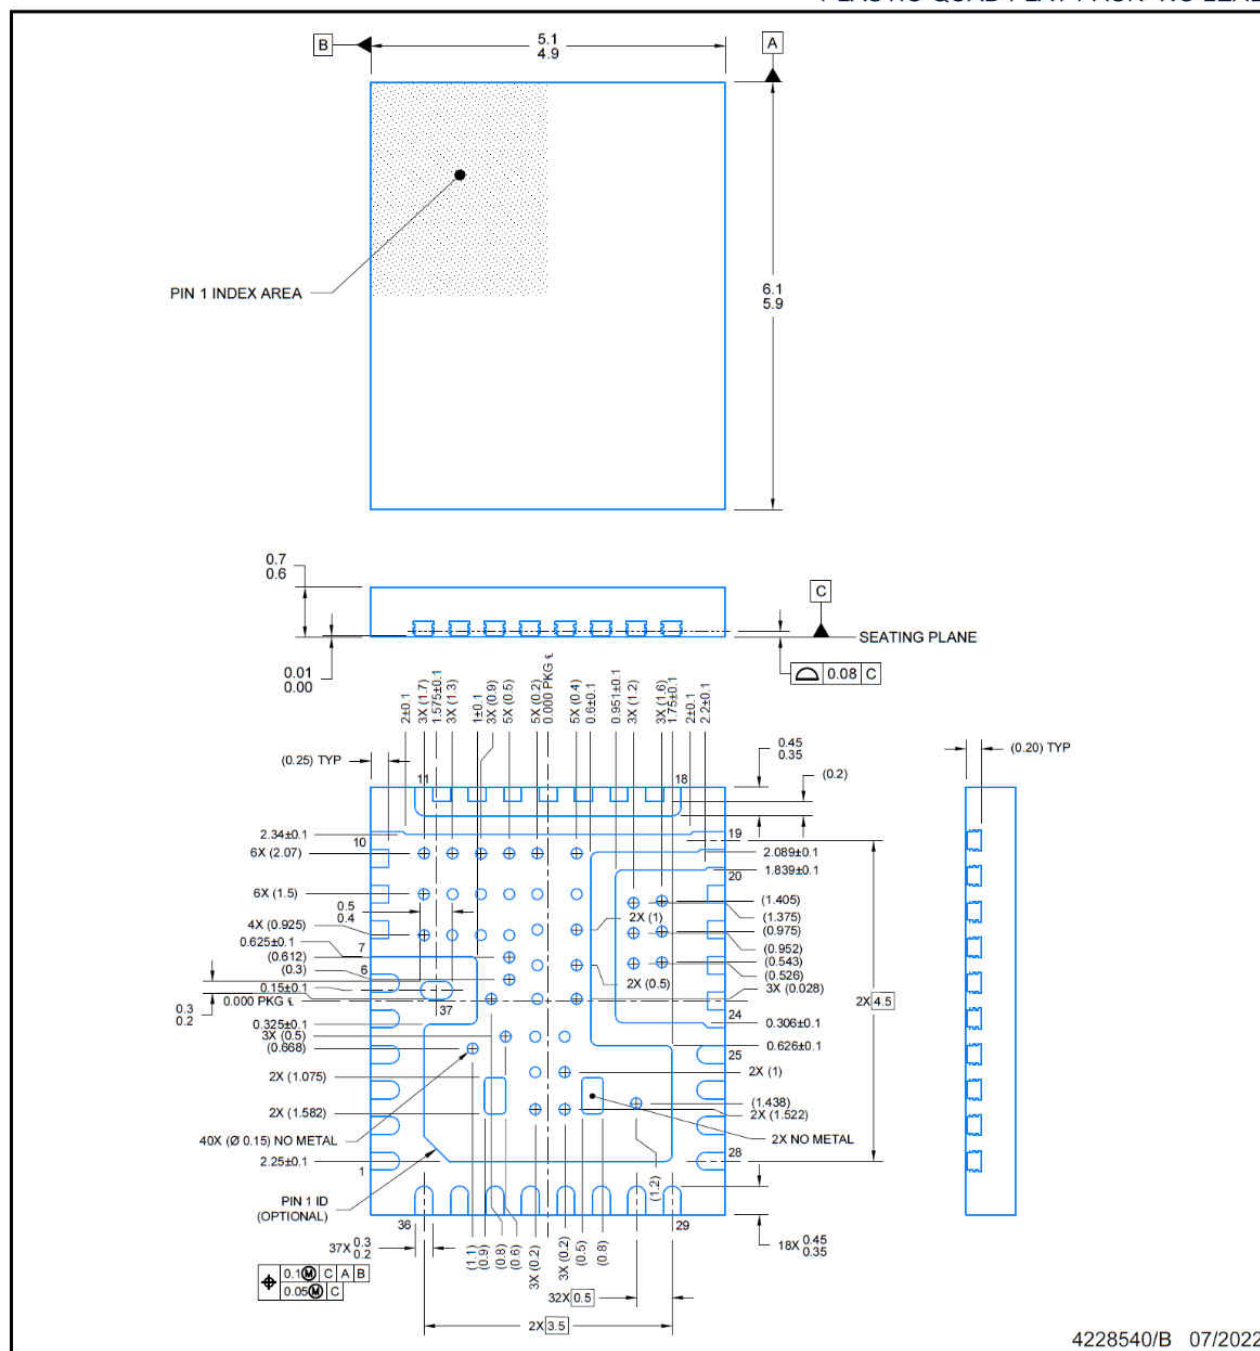 B
5.1
4.9
A
PIN 1 INDEX AREA
6.1
5.9
0.7
0.6
C
SEATING PLANE
0.01
0.00
0.08 C
2±0.1
3X (1.7)
1.575±0.1
3X (1.3)
1±0.1
3X (0.9)
5X (0.5)
5X (0.2)
0.000 PKG ℄
5X (0.4)
0.6±0.1
0.951±0.1
3X (1.2)
3X (1.6)
1.75±0.1
2±0.1
2.2±0.1
(0.25) TYP
0.45
0.35
(0.2)
(0.20) TYP
11
18
2.34±0.1
10
19
6X (2.07)
2.089±0.1
1.839±0.1
20
6X (1.5)
(1.405)
0.5
0.4
(1.375)
2X (1)
4X (0.925)
(0.975)
0.625±0.1
7
(0.952)
(0.612)
(0.543)
(0.3)
6
(0.526)
2X (0.5)
0.15±0.1
3X (0.028)
0.3
0.2
0.000 PKG ℄
37
2X 4.5
0.325±0.1
24
0.306±0.1
3X (0.5)
0.626±0.1
(0.668)
25
2X (1.075)
2X (1)
(1.438)
2X (1.582)
2X (1.522)
40X (Ø 0.15) NO METAL
2X NO METAL
2.25±0.1
28
1
PIN 1 ID
(OPTIONAL)
(1.2)
36
29
37X 0.3
0.2
(1.1)
(0.9)
(0.8)
(0.6)
3X (0.2)
3X (0.2)
(0.5)
(0.8)
18X 0.45
0.35
0.1Ⓜ C A B
0.05Ⓜ C
32X 0.5
2X 3.5
4228540/B 07/2022